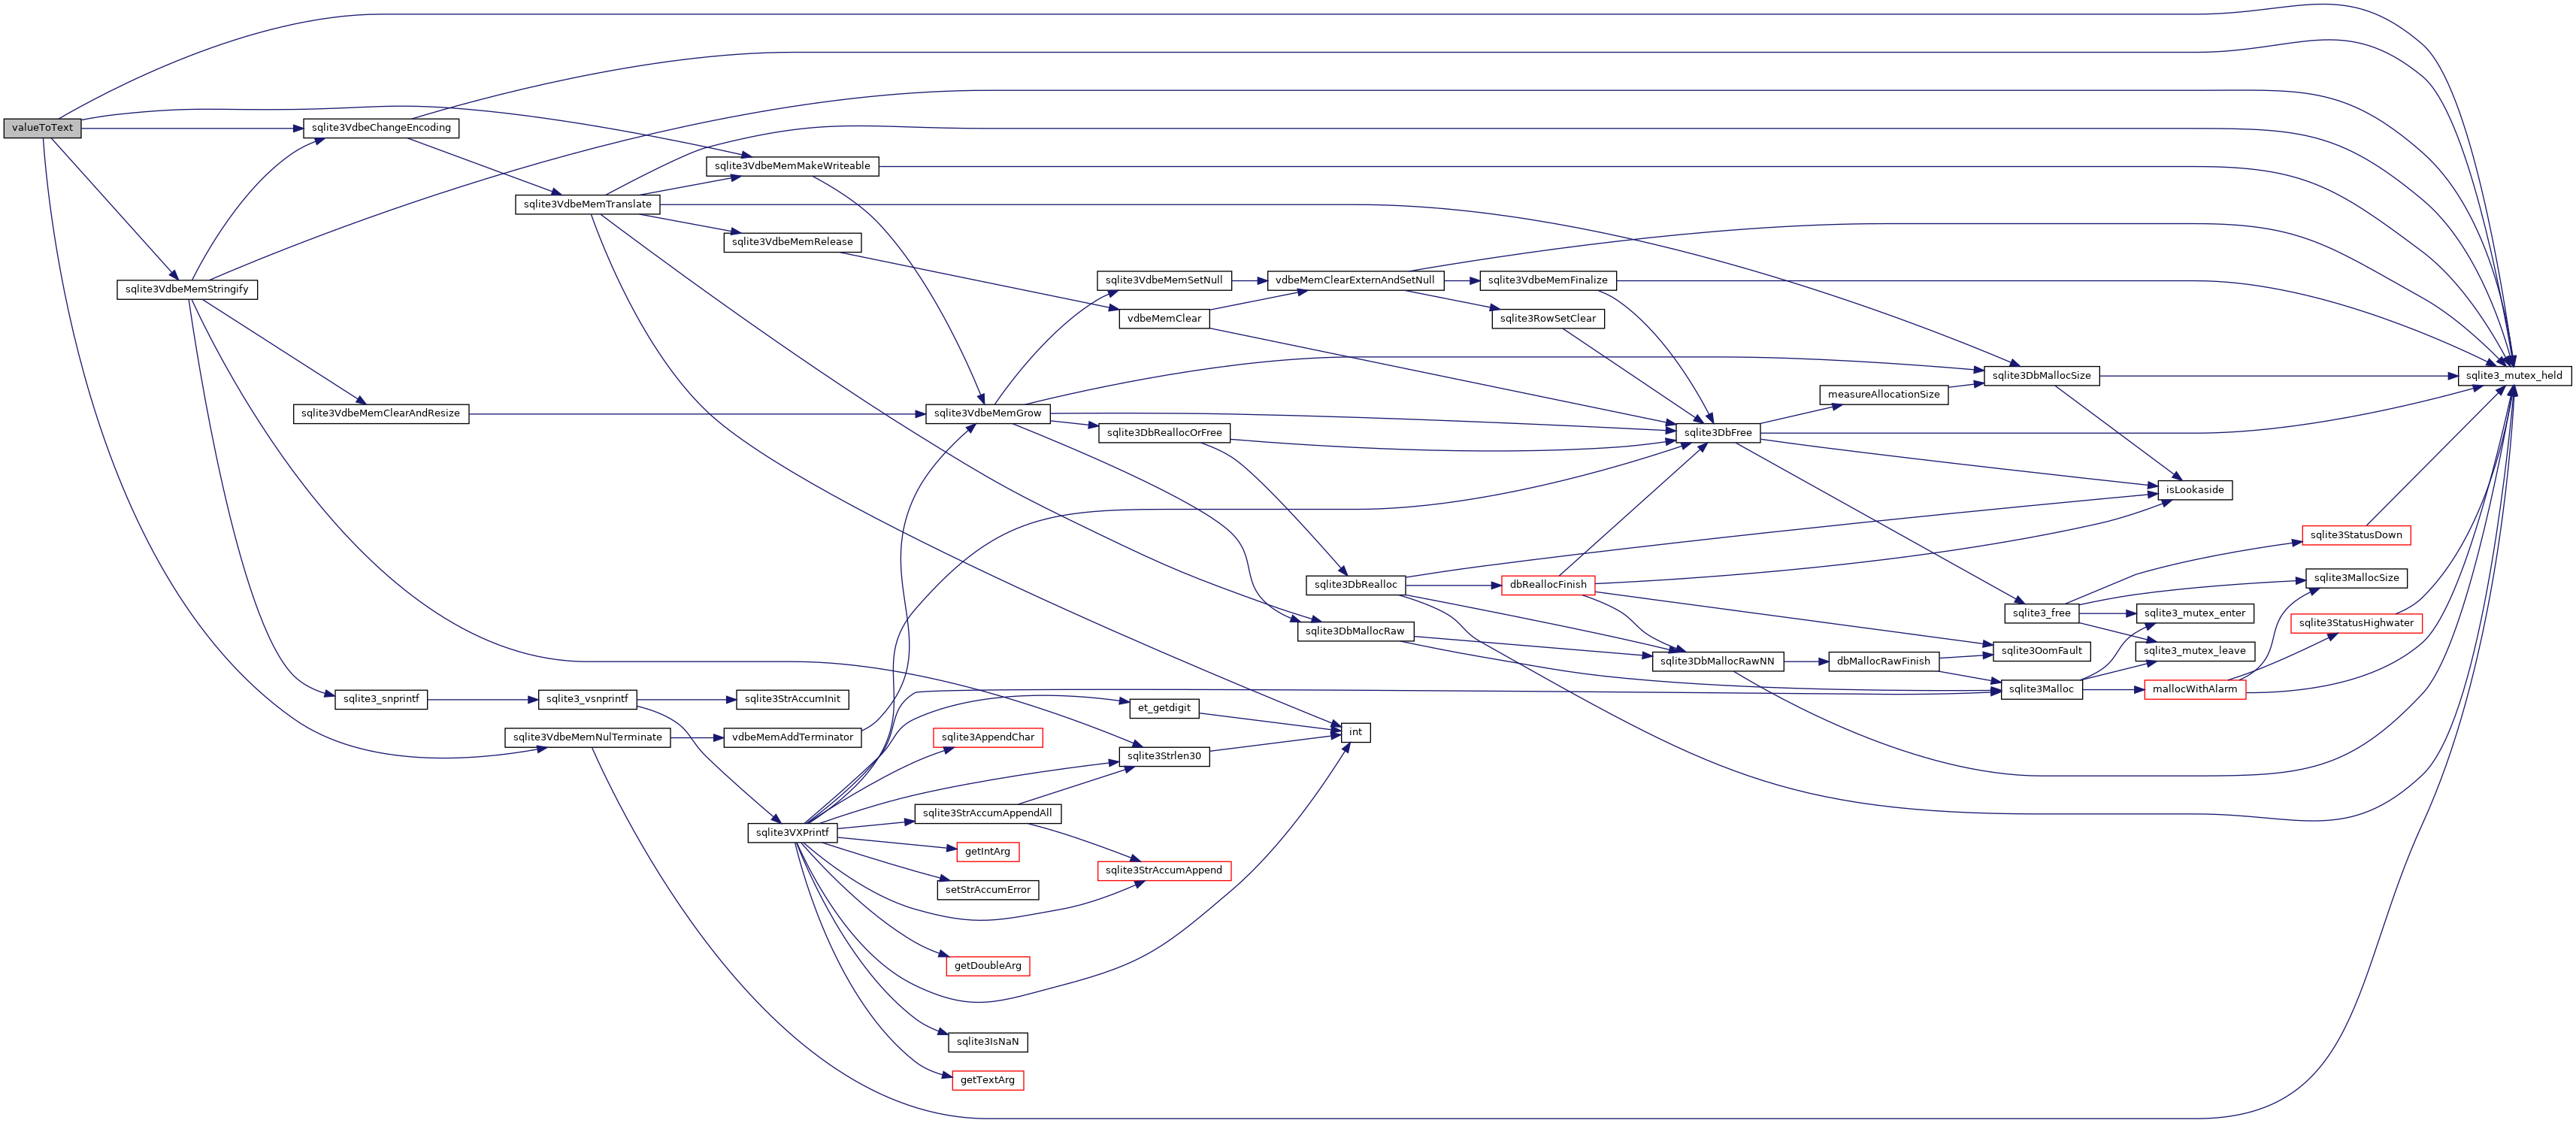 valueToText
sqlite3VdbeChangeEncoding
sqlite3VdbeMemMakeWriteable
sqlite3VdbeMemTranslate
sqlite3VdbeMemRelease
sqlite3VdbeMemStringify
sqlite3VdbeMemSetNull
vdbeMemClearExternAndSetNull
sqlite3VdbeMemFinalize
vdbeMemClear
sqlite3RowSetClear
sqlite3DbMallocSize
sqlite3_mutex_held
measureAllocationSize
sqlite3VdbeMemClearAndResize
sqlite3VdbeMemGrow
sqlite3DbReallocOrFree
sqlite3DbFree
isLookaside
sqlite3StatusDown
sqlite3DbRealloc
dbReallocFinish
sqlite3MallocSize
sqlite3_free
sqlite3_mutex_enter
sqlite3StatusHighwater
sqlite3DbMallocRaw
sqlite3OomFault
sqlite3_mutex_leave
sqlite3DbMallocRawNN
dbMallocRawFinish
sqlite3Malloc
mallocWithAlarm
sqlite3_snprintf
sqlite3_vsnprintf
sqlite3StrAccumInit
et_getdigit
int
sqlite3VdbeMemNulTerminate
vdbeMemAddTerminator
sqlite3AppendChar
sqlite3Strlen30
sqlite3StrAccumAppendAll
sqlite3VXPrintf
getIntArg
sqlite3StrAccumAppend
setStrAccumError
getDoubleArg
sqlite3IsNaN
getTextArg